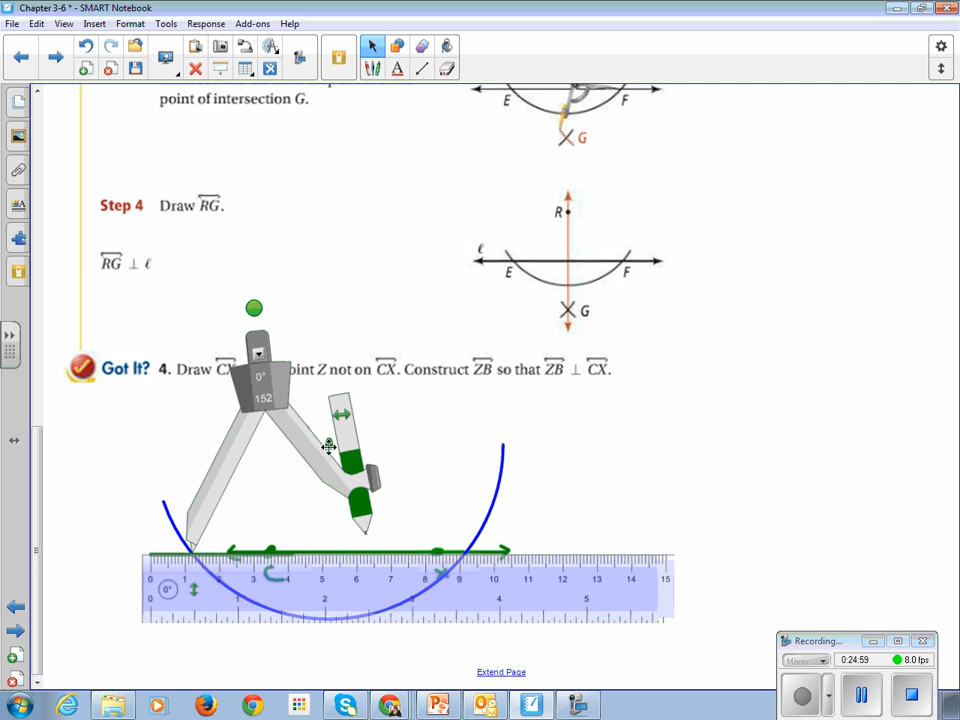 Chapter 3-6 * - SMART Notebook
File Edit View Insert Format Tools Response Add-ons Help
point of intersection G.
E F
G
Step 4 Draw RG.
R
ℓ
RG ⊥ ℓ
E F
G
Got It? 4. Draw CX oint Z not on CX. Construct ZB so that ZB ⊥ CX.
0°
152
0 1 2 3 4 5 6 7 8 9 10 11 12 13 14 15
C X
0°
0 1 2 3 4 5
Recording...
Menu 0:24:59 8.0 fps
Extend Page